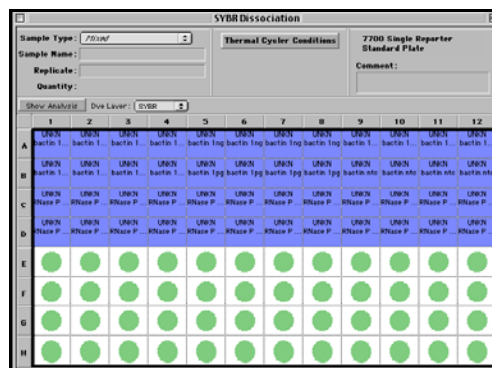 SYBR Dissociation
Sample Type: Mixed
Sample Name:
Replicate:
Quantity:
Thermal Cycler Conditions
7700 Single Reporter
Standard Plate
Comment:
Show Analysis Dye Layer: SYBR
1 2 3 4 5 6 7 8 9 10 11 12
UNKN UNKN UNKN UNKN UNKN UNKN UNKN UNKN UNKN UNKN UNKN UNKN
A bactin 1... bactin 1... bactin 1... bactin 1... bactin 1ng bactin 1ng bactin 1ng bactin 1ng bactin 1... bactin 1... bactin 1... bactin 1...
UNKN UNKN UNKN UNKN UNKN UNKN UNKN UNKN UNKN UNKN UNKN UNKN
B bactin 1... bactin 1... bactin 1... bactin 1... bactin 1pg bactin 1pg bactin 1pg bactin 1pg bactin ntc bactin ntc bactin ntc bactin ntc
UNKN UNKN UNKN UNKN UNKN UNKN UNKN UNKN UNKN UNKN UNKN UNKN
C RNase P ... RNase P ... RNase P ... RNase P ... RNase P ... RNase P ... RNase P ... RNase P ... RNase P ... RNase P ... RNase P ... RNase P ...
UNKN UNKN UNKN UNKN UNKN UNKN UNKN UNKN UNKN UNKN UNKN UNKN
D RNase P ... RNase P ... RNase P ... RNase P ... RNase P ... RNase P ... RNase P ... RNase P ... RNase P ... RNase P ... RNase P ... RNase P ...
E
F
G
H